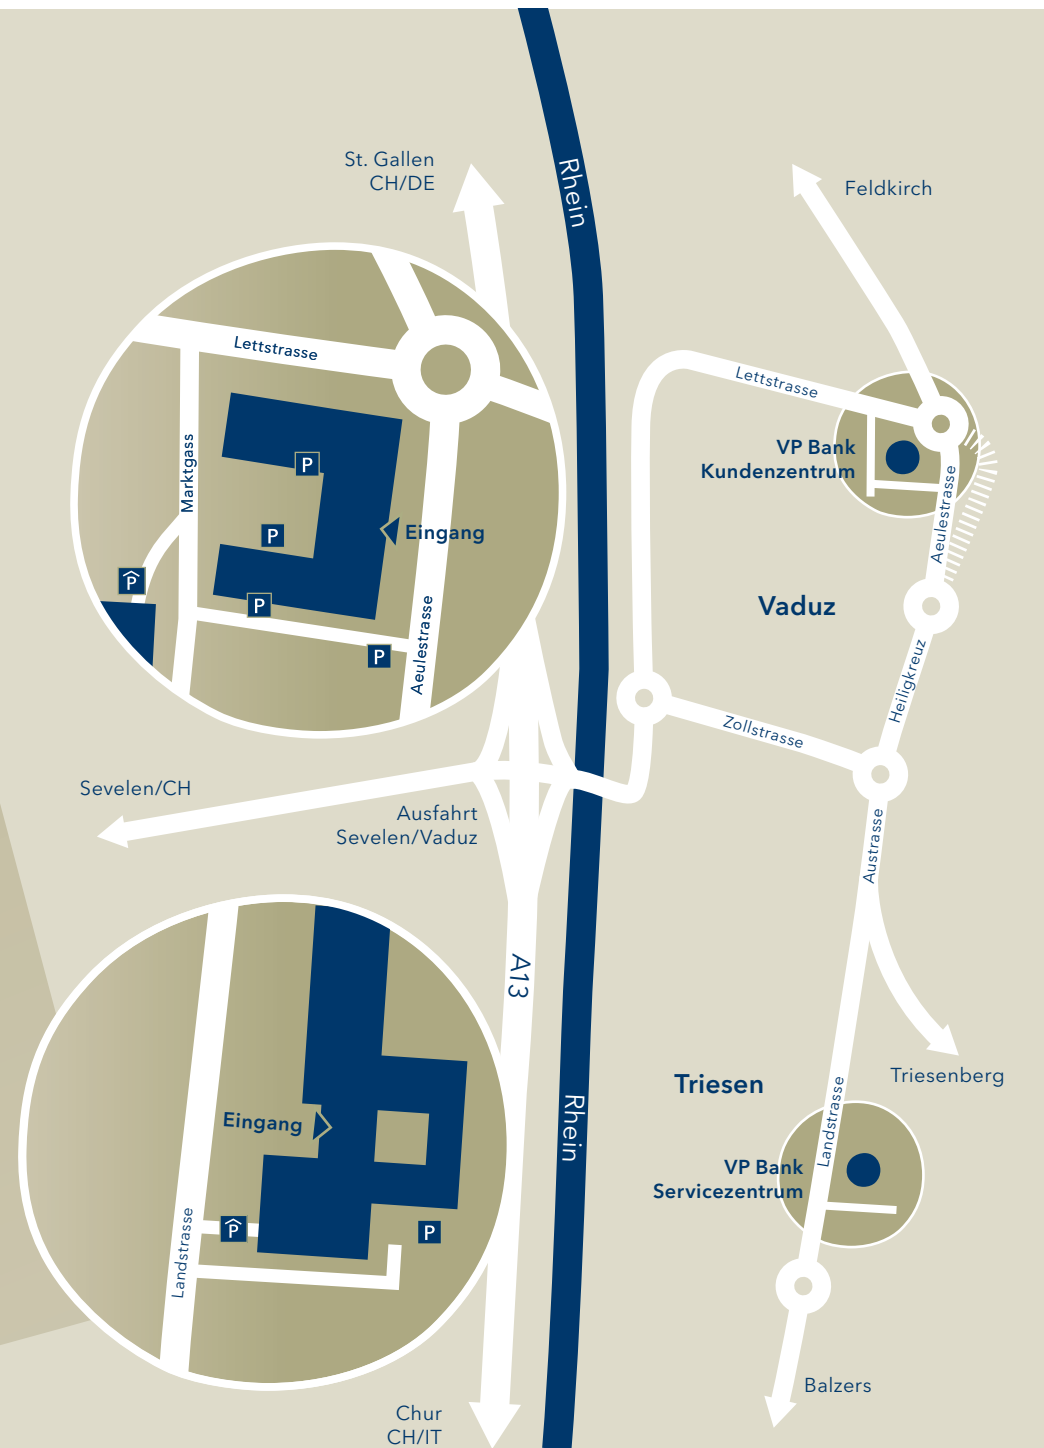 Rhein
St. Gallen
CH/DE
Feldkirch
Lettstrasse
Marktgass
P
P
Eingang
P
P
P
Aeulestrasse
Lettstrasse
VP Bank
Kundenzentrum
Aeulestrasse
Vaduz
Heiligkreuz
Zollstrasse
Sevelen/CH
Ausfahrt
Sevelen/Vaduz
Austrasse
A13
Triesenberg
Triesen
Landstrasse
VP Bank
Servicezentrum
Rhein
Eingang
Landstrasse
P
P
Balzers
Chur
CH/IT